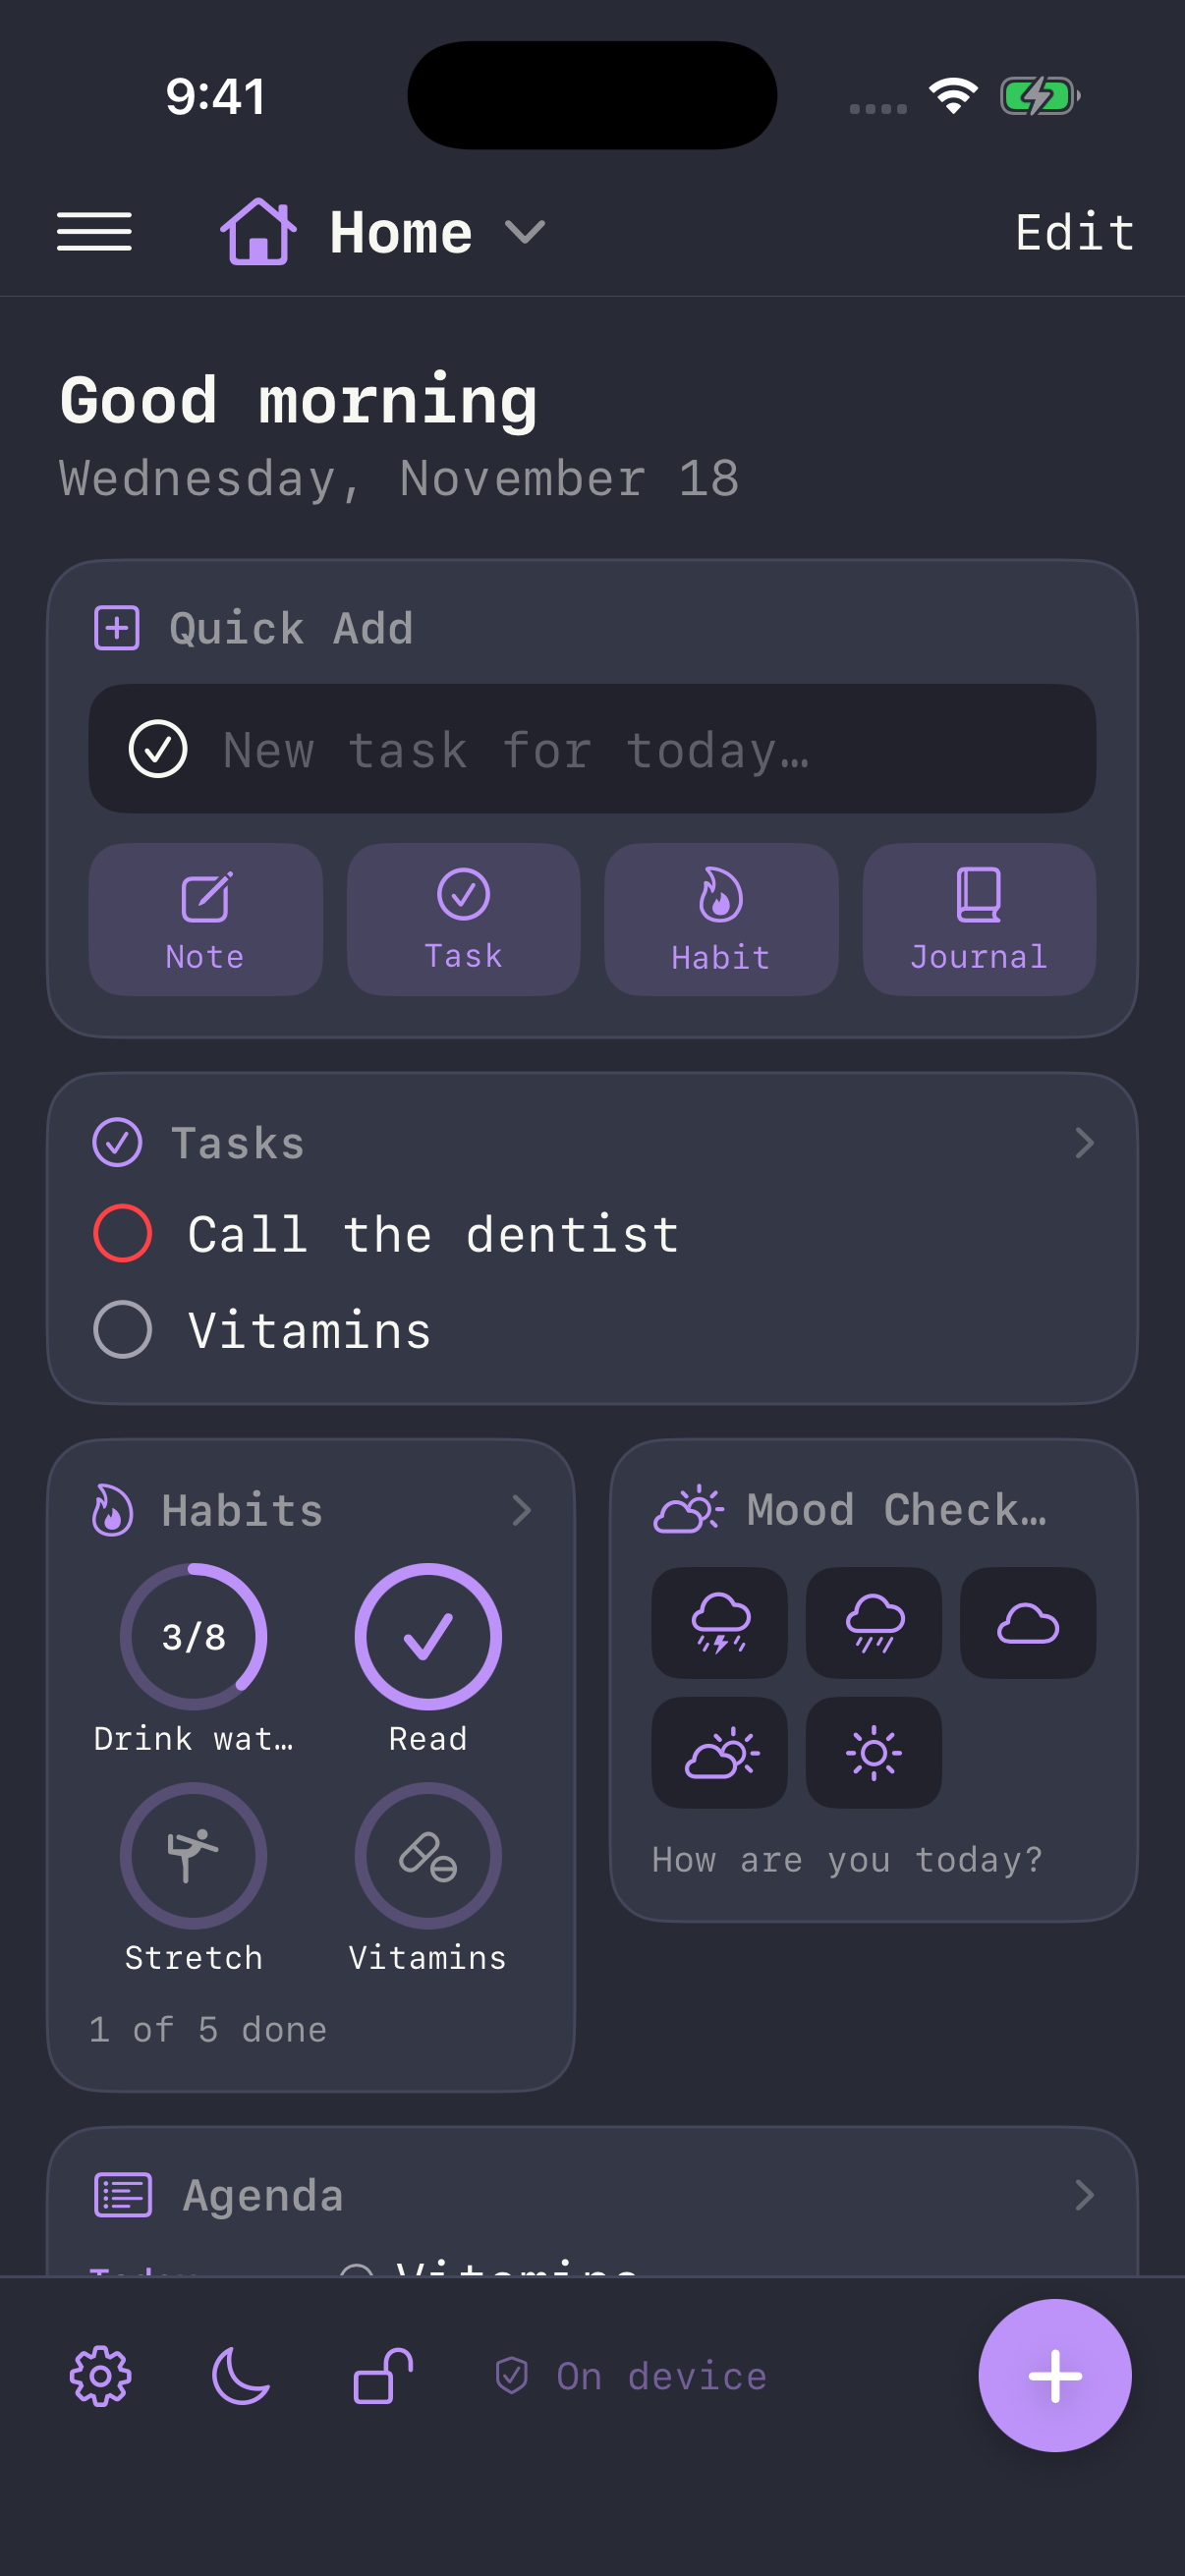 9:41
Home
Edit
Good morning
Wednesday, November 18
Quick Add
New task for today…
Note Task Habit Journal
Tasks
Call the dentist
Vitamins
Habits
3/8
Drink wat…
Read
Stretch
Vitamins
1 of 5 done
Mood Check…
How are you today?
Agenda
Today Vitamins
On device